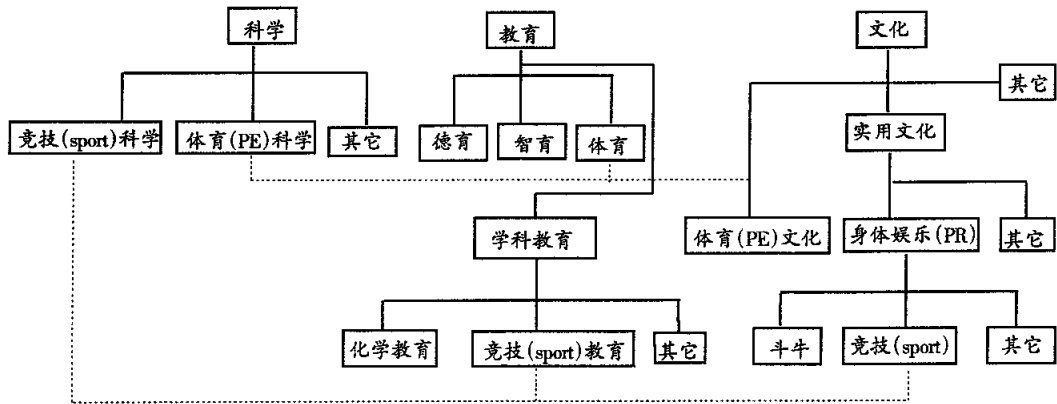 科学
教育
文化
其它
竞技(sport)科学
体育(PE)科学
其它
德育
智育
体育
实用文化
学科教育
体育(PE)文化
身体娱乐(PR)
其它
化学教育
竞技(sport)教育
其它
斗牛
竞技(sport)
其它